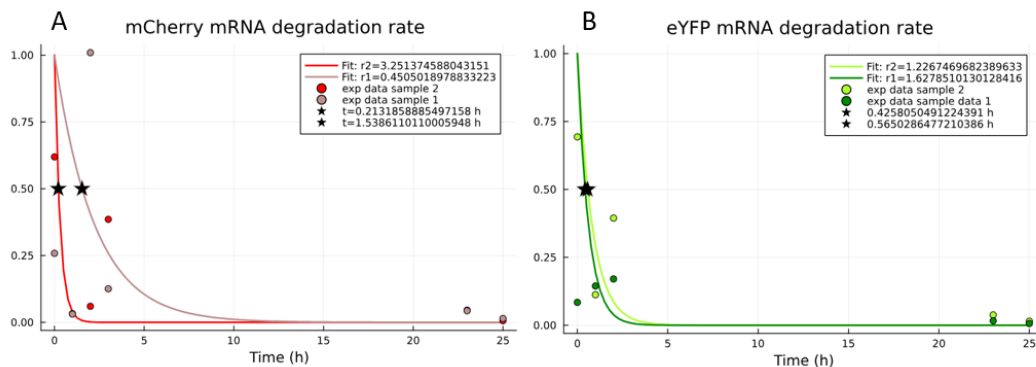 A
mCherry mRNA degradation rate
1.00
0.75
0.50
0.25
0.00
0
5
10
15
20
25
Time (h)
Fit: r2=3.251374588043151
Fit: r1=0.4505018978833223
exp data sample 2
exp data sample 1
t=0.2131858885497158 h
t=1.5386110110005948 h
B
eYFP mRNA degradation rate
1.00
0.75
0.50
0.25
0.00
0
5
10
15
20
25
Time (h)
Fit: r2=1.2267469682389633
Fit: r1=1.6278510130128416
exp data sample 2
exp data sample data 1
0.4258050491224391 h
0.5650286477210386 h